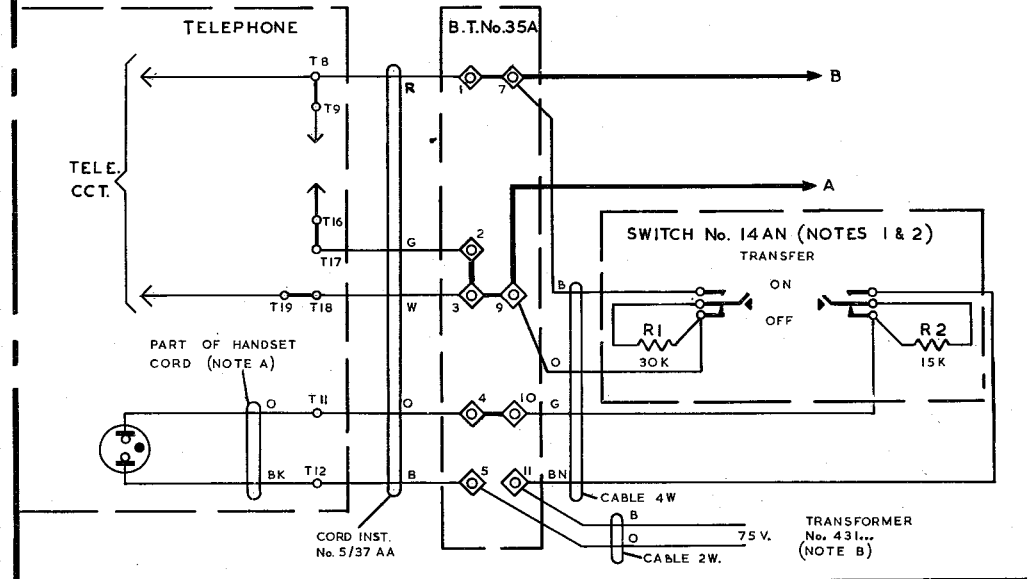 TELEPHONE
B.T.No.35A
T8
R
1
7
B
T9
TELE.
CCT.
A
T16
T17
G
2
SWITCH No. 14AN (NOTES 1 & 2)
TRANSFER
B
ON
T19
T18
W
3
9
OFF
R1
30K
R2
15K
PART OF HANDSET
CORD (NOTE A)
O
O
T11
O
4
10
G
BK
T12
B
5
11
BN
CABLE 4W
CORD INST.
No. 5/37 AA
B
O
75 V.
TRANSFORMER
No. 431...
(NOTE B)
CABLE 2W.